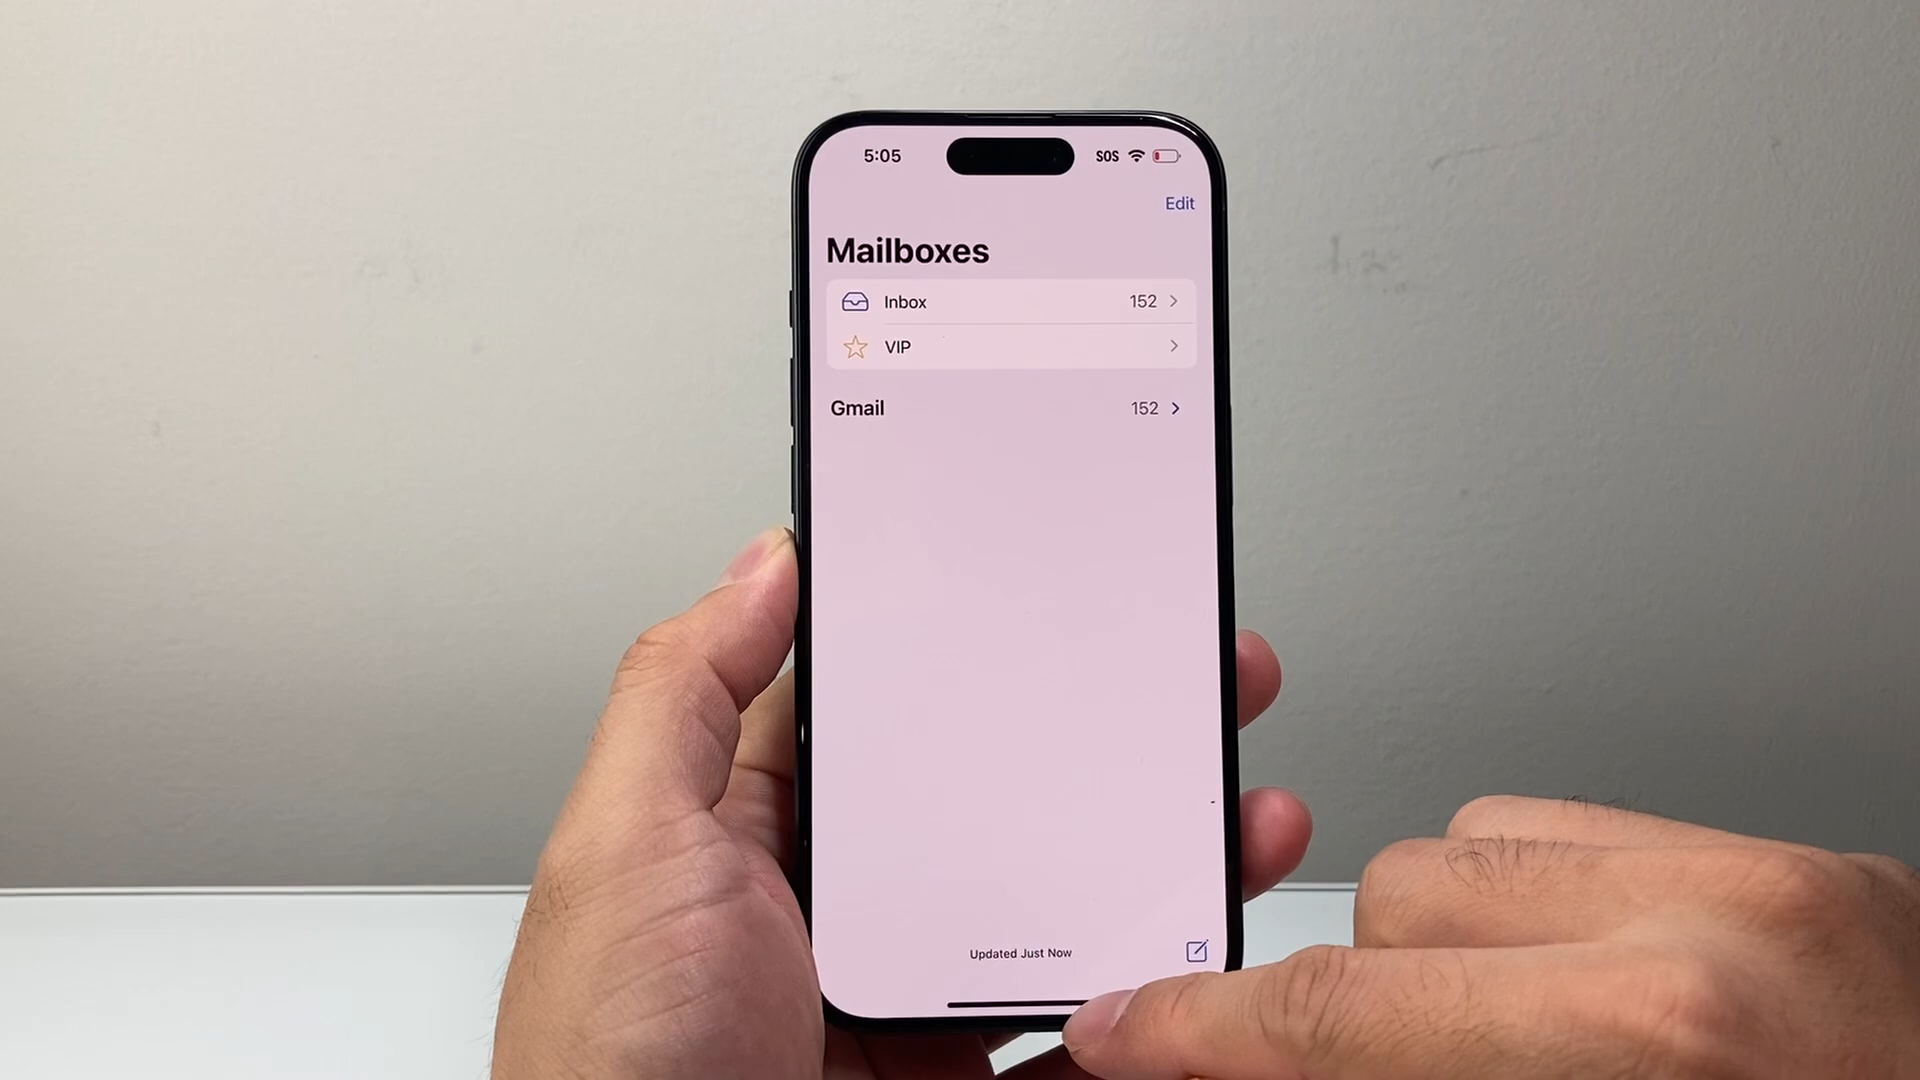 5:05 SOS
Edit
Mailboxes
Inbox 152
VIP
Gmail 152
Updated Just Now